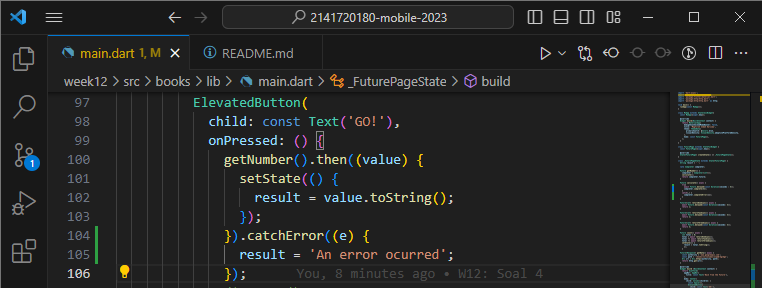 2141720180-mobile-2023
main.dart 1, M
README.md
week12 > src > books > lib > main.dart > _FuturePageState > build
97 ElevatedButton(
98 child: const Text('GO!'),
99 onPressed: () {
100 getNumber().then((value) {
101 setState(() {
102 result = value.toString();
103 });
104 }).catchError((e) {
105 result = 'An error ocurred';
106 }); You, 8 minutes ago • W12: Soal 4
1